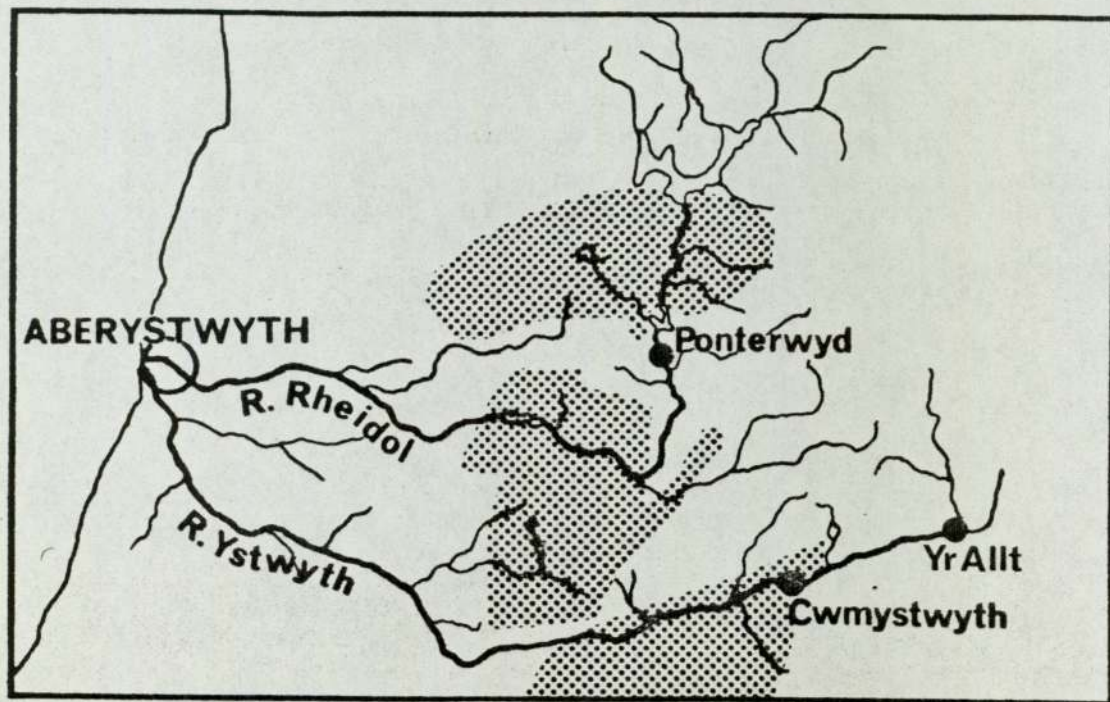 ABERYSTWYTH
Ponterwyd
R. Rheidol
R. Ystwyth
Yr Allt
Cwmystwyth